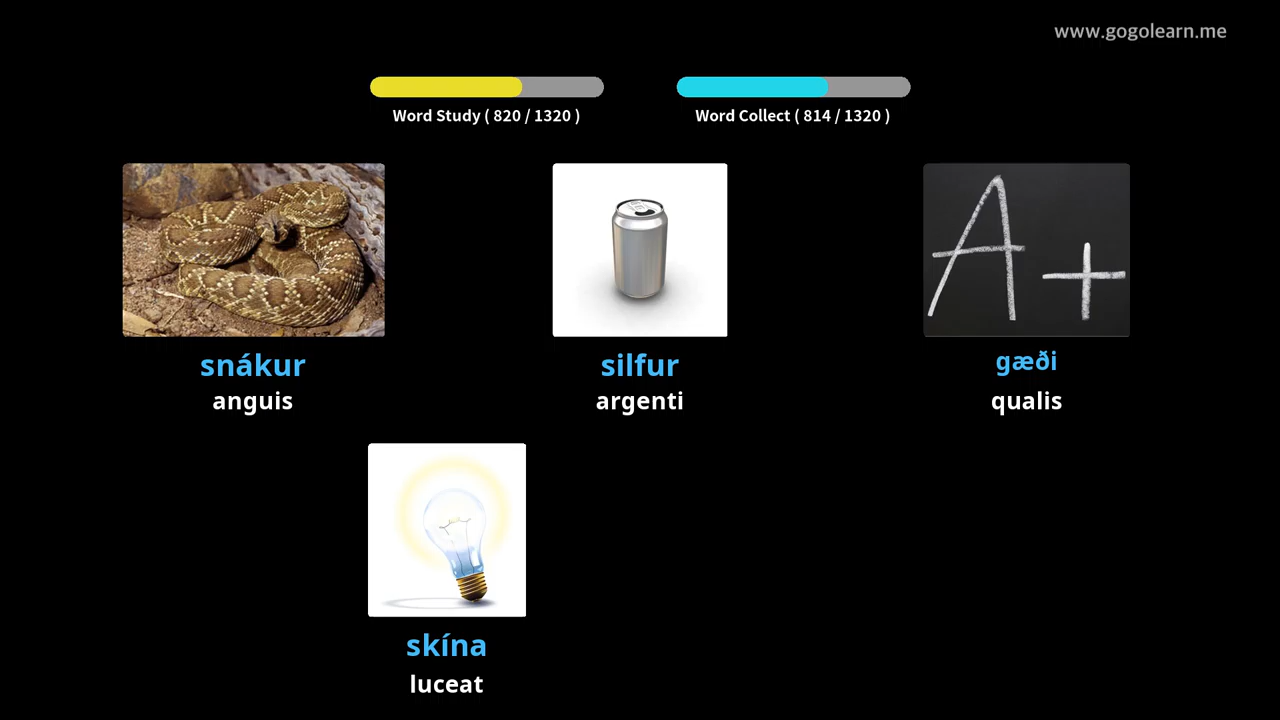 www.gogolearn.me
Word Study ( 820 / 1320 )
Word Collect ( 814 / 1320 )
A+
snákur
silfur
gæði
anguis
argenti
qualis
skína
luceat